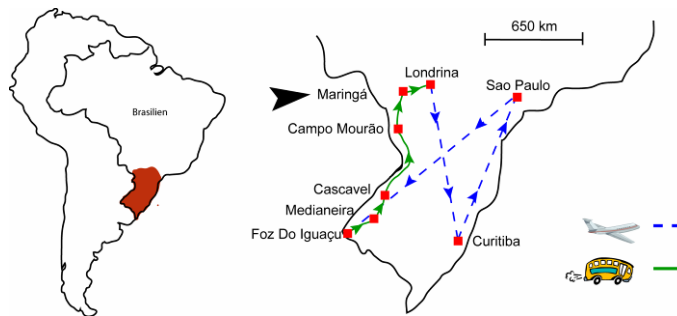 Brasilien
650 km
Londrina
Maringá
Sao Paulo
Campo Mourão
Cascavel
Medianeira
Foz Do Iguaçu
Curitiba